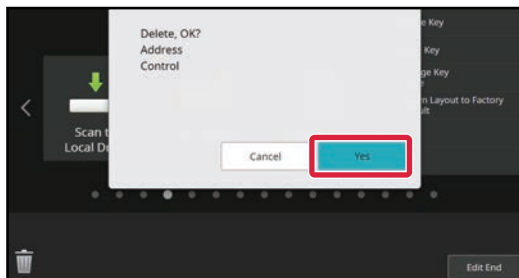 Delete, OK?
Address
Control
Cancel
Yes
Scan t
Local Dr
e Key
Key
ge Key
n Layout to Factory
ult
Edit End